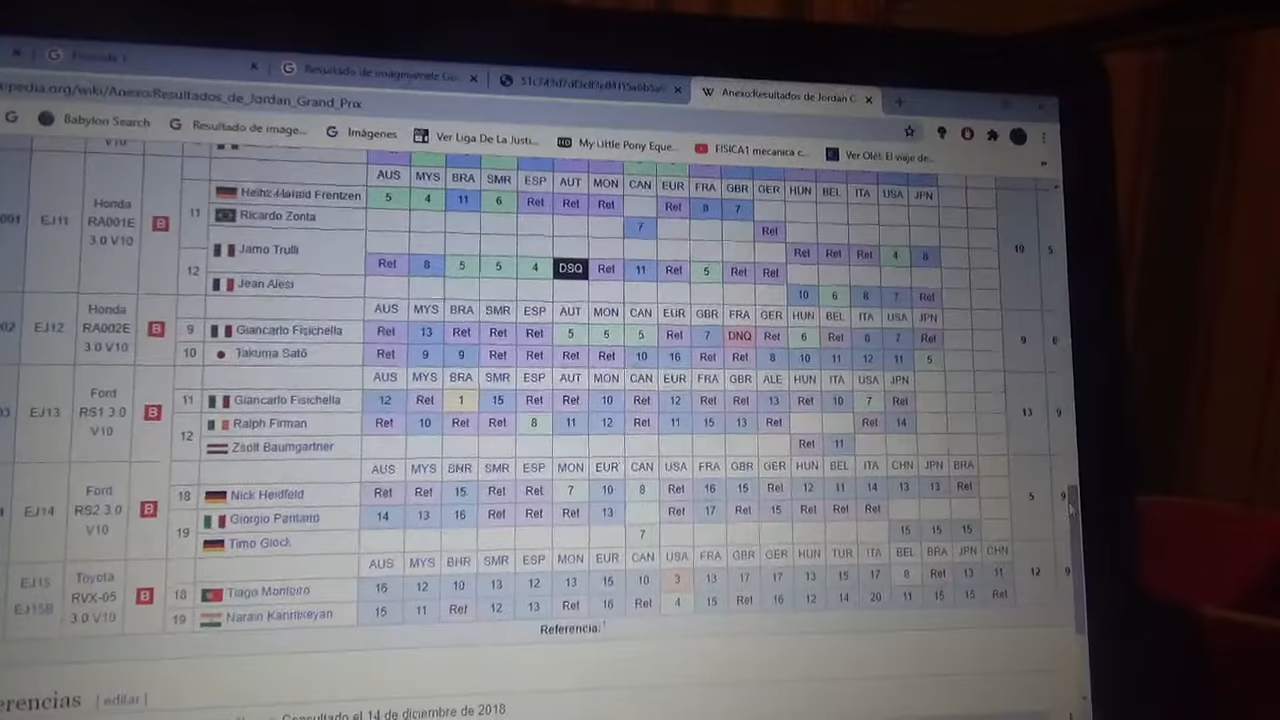 Formula 1
Resultado de imágenes de Go
Anexo:Resultados de Jordan G
pedia.org/wiki/Anexo:Resultados_de_Jordan_Grand_Prix
Babylon Search
Resultado de image...
Imágenes
Ver Liga De La Justi...
My Little Pony Eque...
FISICA1 mecanica c...
Ver Olé!: El viaje de...
V10
AUS MYS BRA SMR ESP AUT MON CAN EUR FRA GBR GER HUN BEL ITA USA JPN
001 EJ11 Honda RA001E 3.0 V10 B 11 Heinz-Harald Frentzen 5 4 11 6 Ret Ret Ret Ret 8 7
Ricardo Zonta 7 Ret
Ret Ret Ret 4 8
12 Jarno Trulli Ret 8 5 5 4 DSQ Ret 11 Ret 5 Ret Ret
Jean Alesi 10 6 8 7 Ret
AUS MYS BRA SMR ESP AUT MON CAN EUR GBR FRA GER HUN BEL ITA USA JPN
02 EJ12 Honda RA002E 3.0 V10 B 9 Giancarlo Fisichella Ret 13 Ret Ret Ret 5 5 5 Ret 7 DNQ Ret 6 Ret 8 7 Ret 9 6
10 Takuma Satō Ret 9 9 Ret Ret Ret Ret 10 16 Ret Ret 8 10 11 12 11 5
AUS MYS BRA SMR ESP AUT MON CAN EUR FRA GBR ALE HUN ITA USA JPN
03 EJ13 Ford RS1 3.0 V10 B 11 Giancarlo Fisichella 12 Ret 1 15 Ret Ret 10 Ret 12 Ret Ret 13 Ret 10 7 Ret 13 9
12 Ralph Firman Ret 10 Ret Ret 8 11 12 Ret 11 15 13 Ret Ret 14
Zsolt Baumgartner Ret 11
AUS MYS BHR SMR ESP MON EUR CAN USA FRA GBR GER HUN BEL ITA CHN JPN BRA
EJ14 Ford RS2 3.0 V10 B 18 Nick Heidfeld Ret Ret 15 Ret Ret 7 10 8 Ret 16 15 Ret 12 11 14 13 13 Ret 5 9
19 Giorgio Pantano 14 13 16 Ret Ret Ret 13 Ret 17 Ret 15 Ret Ret Ret
Timo Glock 7 15 15 15
AUS MYS BHR SMR ESP MON EUR CAN USA FRA GBR GER HUN TUR ITA BEL BRA JPN CHN
EJ15 EJ15B Toyota RVX-05 3.0 V10 B 18 Tiago Monteiro 16 12 10 13 12 13 15 10 3 13 17 17 13 15 17 8 Ret 13 11 12 9
19 Narain Karthikeyan 15 11 Ret 12 13 Ret 16 Ret 4 15 Ret 16 12 14 20 11 15 15 Ret
Referencia:1
erencias [editar]
Consultado el 14 de diciembre de 2018